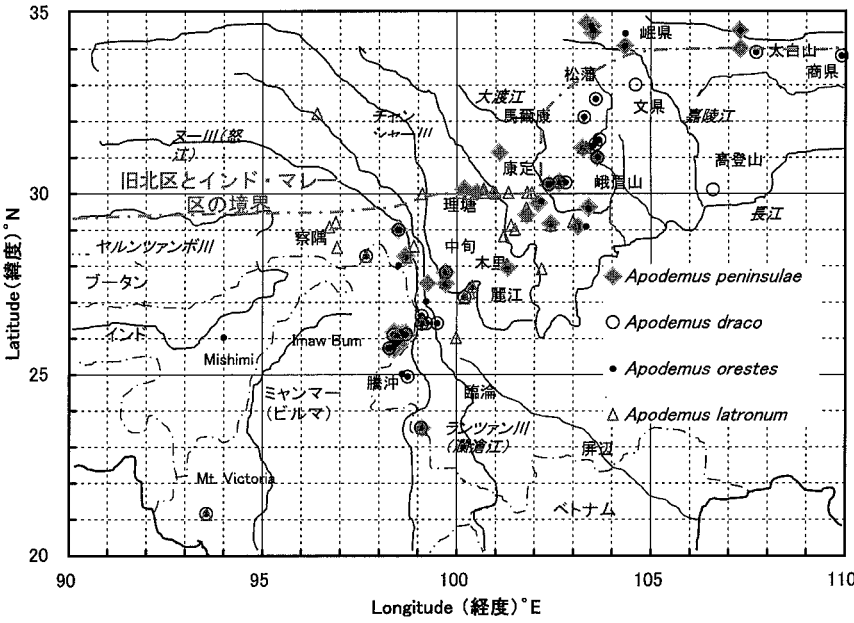 35
30
25
20
90
95
100
105
110
Latitude (緯度) °N
Longitude (経度) °E
岷県
太白山
商県
松藩
文県
大渡江
馬爾康
嘉陵江
チャン
シャー川
ヌー川(怒
江)
康定
高登山
峨眉山
長江
旧北区とインド・マレー
区の境界
理塘
察隅
ヤルンツァンポ川
ブータン
中旬
木里
麗江
インド
Mishimi
Imaw Bum
ミャンマー
(ビルマ)
騰沖
臨淪
ランツァン川
(瀾滄江)
屏辺
Mt. Victoria
ベトナム
Apodemus peninsulae
Apodemus draco
Apodemus orestes
Apodemus latronum